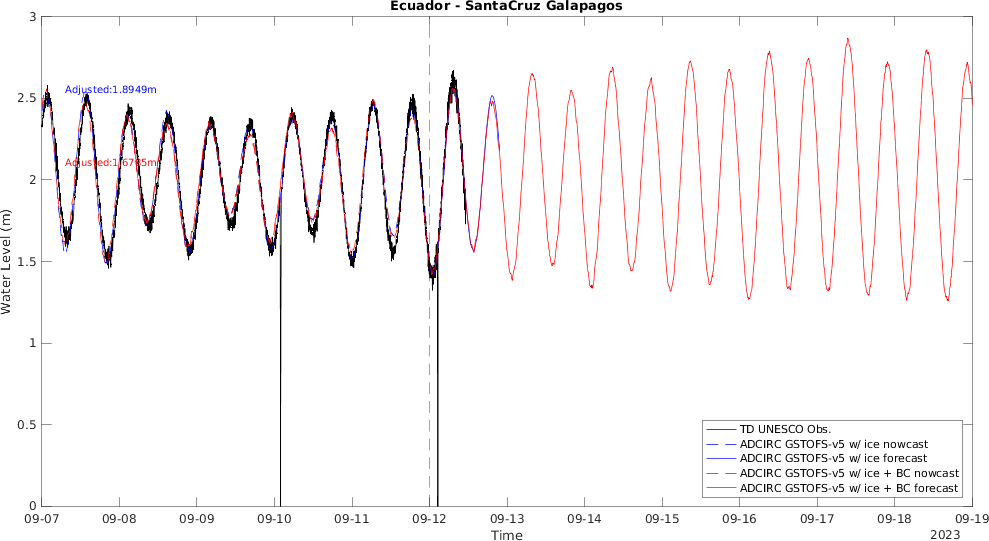 Ecuador - SantaCruz Galapagos
3
2.5
2
1.5
1
0.5
0
Water Level (m)
Adjusted:1.8949m
09-07
09-08
09-09
09-10
09-11
09-12
09-13
09-14
09-15
09-16
09-17
09-18
09-19
Time
2023
TD UNESCO Obs.
ADCIRC GSTOFS-v5 w/ ice nowcast
ADCIRC GSTOFS-v5 w/ ice forecast
ADCIRC GSTOFS-v5 w/ ice + BC nowcast
ADCIRC GSTOFS-v5 w/ ice + BC forecast